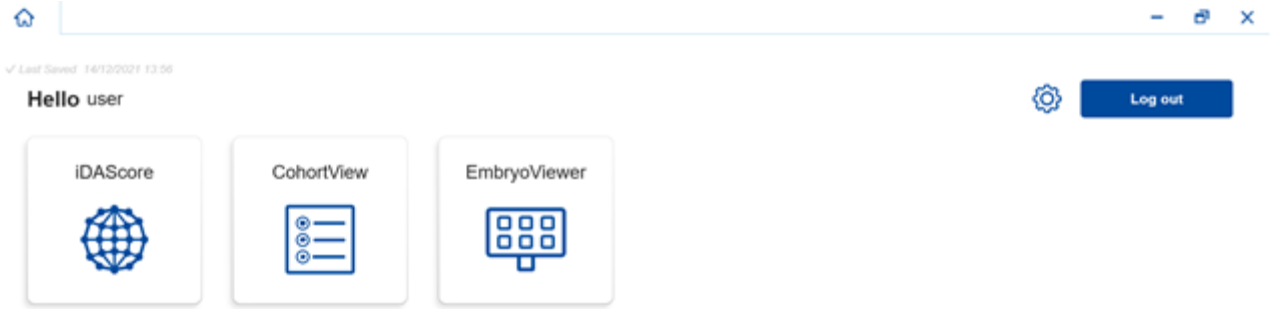 ✓ Last Saved 14/12/2021 13:56
Hello user
Log out
iDAScore
CohortView
EmbryoViewer